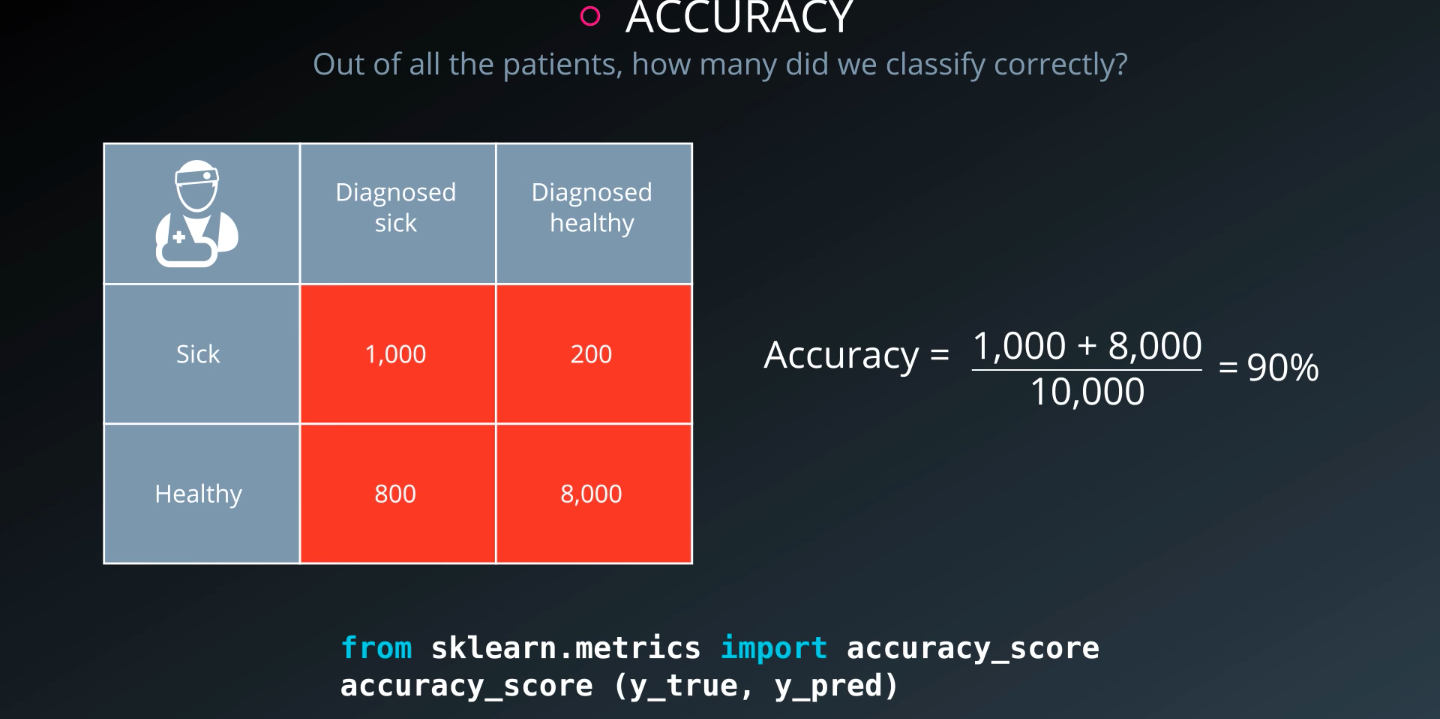 ACCURACY
Out of all the patients, how many did we classify correctly?
Diagnosed
sick
Diagnosed
healthy
Sick
1,000
200
Healthy
800
8,000
Accuracy = 1,000 + 8,000
10,000
= 90%
from sklearn.metrics import accuracy_score
accuracy_score (y_true, y_pred)